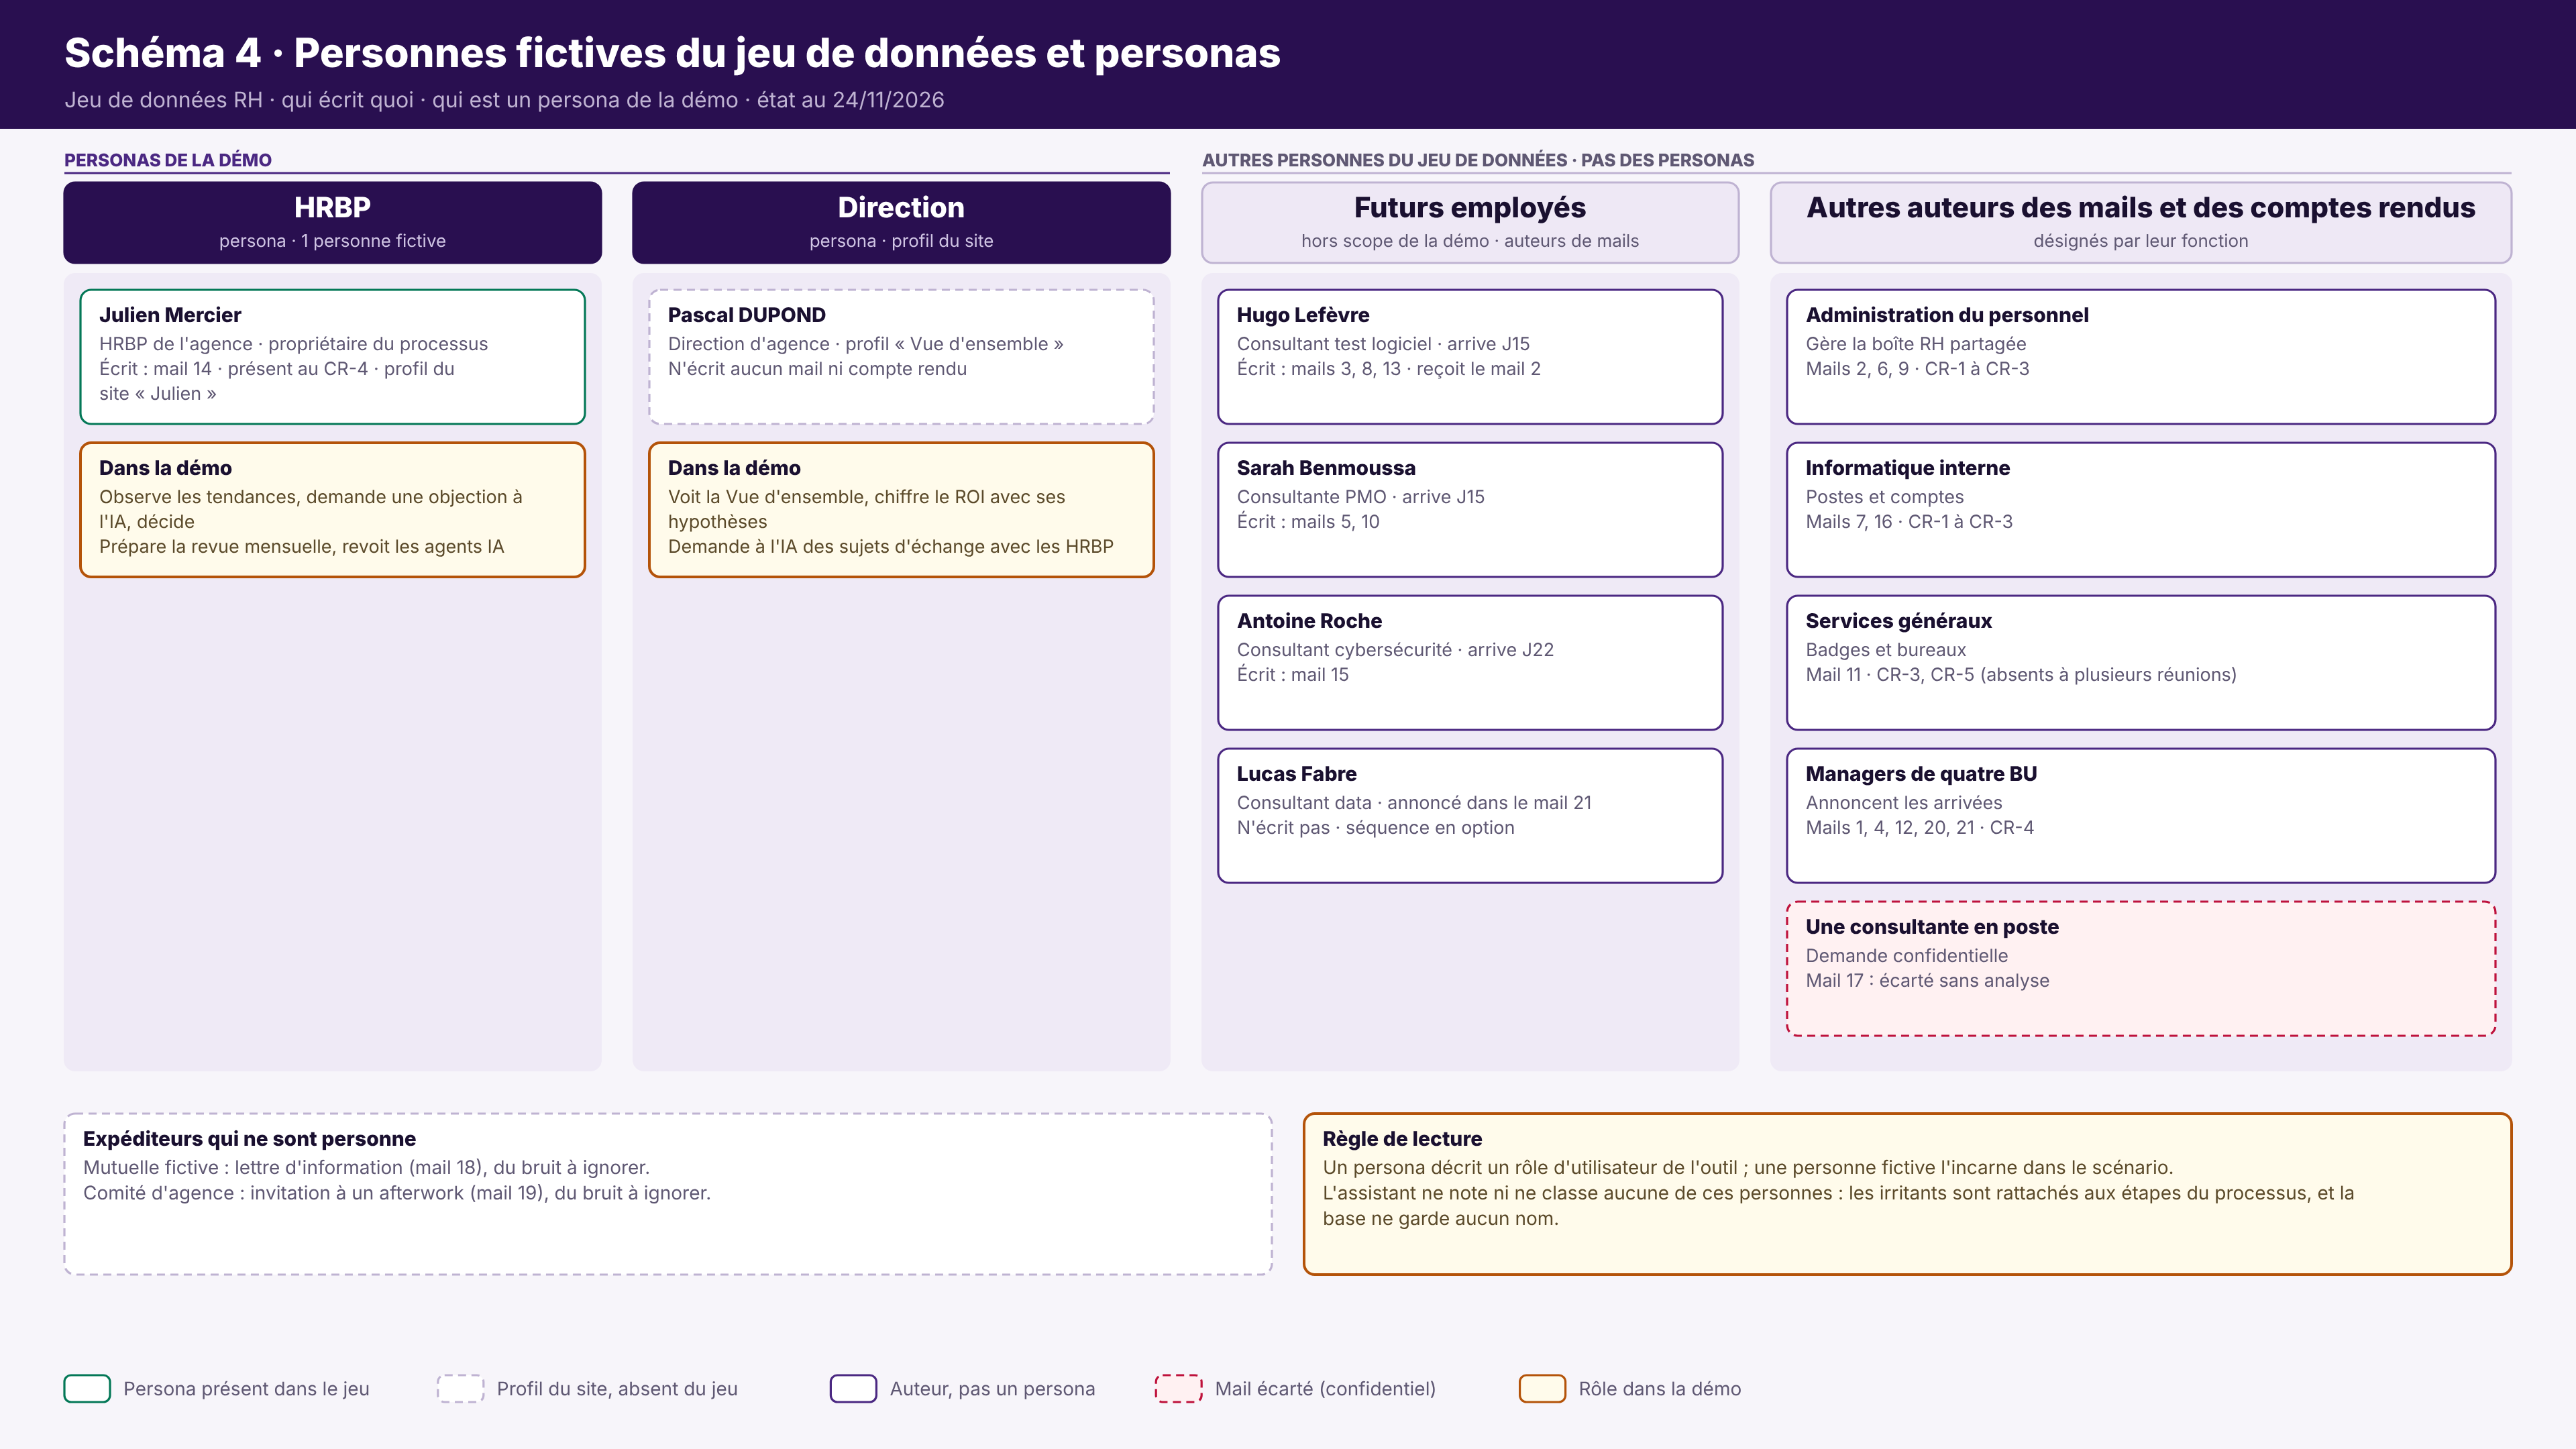 Schéma 4 · Personnes fictives du jeu de données et personas
Jeu de données RH · qui écrit quoi · qui est un persona de la démo · état au 24/11/2026
PERSONAS DE LA DÉMO
HRBP
persona · 1 personne fictive
Julien Mercier
HRBP de l'agence · propriétaire du processus
Écrit : mail 14 · présent au CR-4 · profil du
site « Julien »
Dans la démo
Observe les tendances, demande une objection à
l'IA, décide
Prépare la revue mensuelle, revoit les agents IA
Direction
persona · profil du site
Pascal DUPOND
Direction d'agence · profil « Vue d'ensemble »
N'écrit aucun mail ni compte rendu
Dans la démo
Voit la Vue d'ensemble, chiffre le ROI avec ses
hypothèses
Demande à l'IA des sujets d'échange avec les HRBP
AUTRES PERSONNES DU JEU DE DONNÉES · PAS DES PERSONAS
Futurs employés
hors scope de la démo · auteurs de mails
Hugo Lefèvre
Consultant test logiciel · arrive J15
Écrit : mails 3, 8, 13 · reçoit le mail 2
Sarah Benmoussa
Consultante PMO · arrive J15
Écrit : mails 5, 10
Antoine Roche
Consultant cybersécurité · arrive J22
Écrit : mail 15
Lucas Fabre
Consultant data · annoncé dans le mail 21
N'écrit pas · séquence en option
Autres auteurs des mails et des comptes rendus
désignés par leur fonction
Administration du personnel
Gère la boîte RH partagée
Mails 2, 6, 9 · CR-1 à CR-3
Informatique interne
Postes et comptes
Mails 7, 16 · CR-1 à CR-3
Services généraux
Badges et bureaux
Mail 11 · CR-3, CR-5 (absents à plusieurs réunions)
Managers de quatre BU
Annoncent les arrivées
Mails 1, 4, 12, 20, 21 · CR-4
Une consultante en poste
Demande confidentielle
Mail 17 : écarté sans analyse
Expéditeurs qui ne sont personne
Mutuelle fictive : lettre d'information (mail 18), du bruit à ignorer.
Comité d'agence : invitation à un afterwork (mail 19), du bruit à ignorer.
Règle de lecture
Un persona décrit un rôle d'utilisateur de l'outil ; une personne fictive l'incarne dans le scénario.
L'assistant ne note ni ne classe aucune de ces personnes : les irritants sont rattachés aux étapes du processus, et la
base ne garde aucun nom.
Persona présent dans le jeu
Profil du site, absent du jeu
Auteur, pas un persona
Mail écarté (confidentiel)
Rôle dans la démo